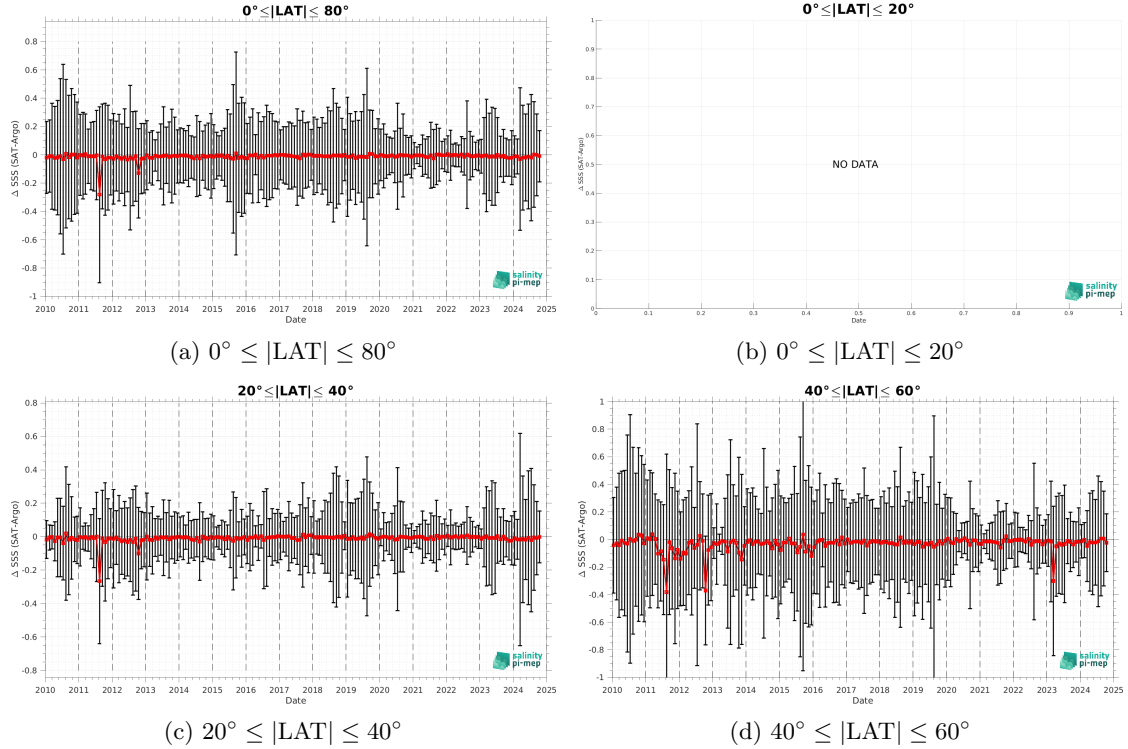 0°≤|LAT|≤ 80°
Δ SSS (SAT-Argo)
0.8
0.6
0.4
0.2
0
-0.2
-0.4
-0.6
-0.8
-1
2010 2011 2012 2013 2014 2015 2016 2017 2018 2019 2020 2021 2022 2023 2024 2025
Date
salinity
pi-mep
(a) 0° ≤ |LAT| ≤ 80°
0°≤|LAT|≤ 20°
Δ SSS (SAT-Argo)
1
0.9
0.8
0.7
0.6
0.5
0.4
0.3
0.2
0.1
0
NO DATA
0 0.1 0.2 0.3 0.4 0.5 0.6 0.7 0.8 0.9 1
Date
salinity
pi-mep
(b) 0° ≤ |LAT| ≤ 20°
20°≤|LAT|≤ 40°
Δ SSS (SAT-Argo)
0.8
0.6
0.4
0.2
0
-0.2
-0.4
-0.6
-0.8
2010 2011 2012 2013 2014 2015 2016 2017 2018 2019 2020 2021 2022 2023 2024 2025
Date
salinity
pi-mep
(c) 20° ≤ |LAT| ≤ 40°
40°≤|LAT|≤ 60°
Δ SSS (SAT-Argo)
1
0.8
0.6
0.4
0.2
0
-0.2
-0.4
-0.6
-0.8
-1
2010 2011 2012 2013 2014 2015 2016 2017 2018 2019 2020 2021 2022 2023 2024 2025
Date
salinity
pi-mep
(d) 40° ≤ |LAT| ≤ 60°